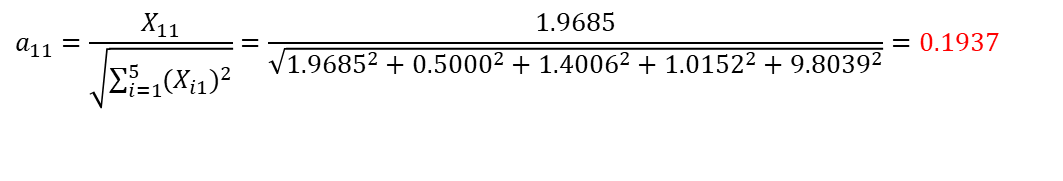 a₁₁ = X₁₁ / √(∑⁵ᵢ₌₁(Xᵢ₁)²) = 1.9685 / √(1.9685² + 0.5000² + 1.4006² + 1.0152² + 9.8039²) = 0.1937